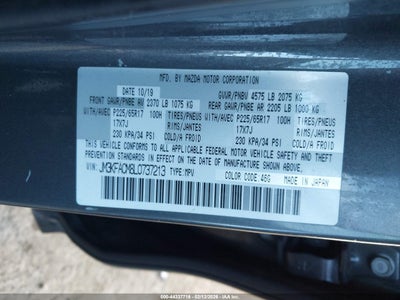 MFD. BY MAZDA MOTOR CORPORATION
DATE 10/19 GVWR/PNBV 4575 LB 2075 KG
FRONT GAWR/PNBE AV 2370 LB 1075 KG REAR GAWR/PNBE AR 2205 LB 1000 KG
WITH/AVEC P225/65R17 100H TIRES/PNEUS WITH/AVEC P225/65R17 100H TIRES/PNEUS
17X7J RIMS/JANTES 17X7J RIMS/JANTES
230 KPA/34 PSI COLD/A FROID 230 KPA/34 PSI COLD/A FROID
THIS VEHICLE CONFORMS TO ALL APPLICABLE FEDERAL MOTOR VEHICLE SAFETY
AND THEFT PREVENTION STANDARDS IN EFFECT ON THE DATE OF
MANUFACTURE SHOWN ABOVE.
VIN: JM3KFACM8L0737213 TYPE:MPV COLOR CODE 46G MADE IN JAPAN
600-44337716 - 02/12/2026 - © IAA Holdings, LLC